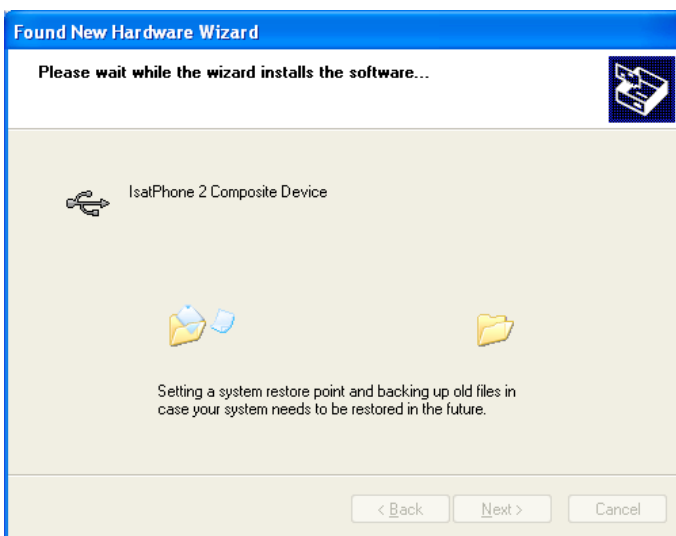 Found New Hardware Wizard
Please wait while the wizard installs the software...
IsatPhone 2 Composite Device
Setting a system restore point and backing up old files in
case your system needs to be restored in the future.
< Back Next > Cancel